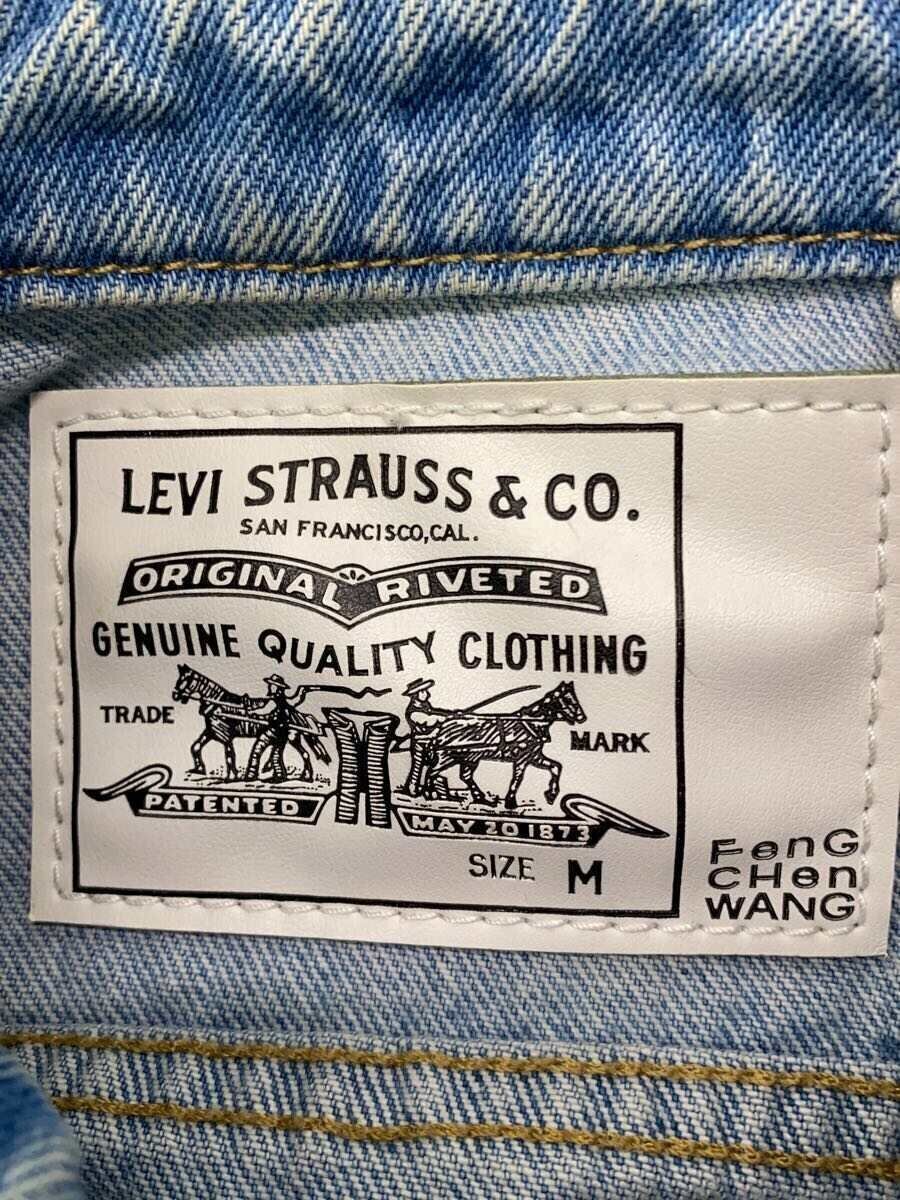 LEVI STRAUSS & CO.
SAN FRANCISCO, CAL.
ORIGINAL RIVETED
GENUINE QUALITY CLOTHING
TRADE MARK
PATENTED
MAY 20 1873
SIZE M
FenG
CHen
WANG